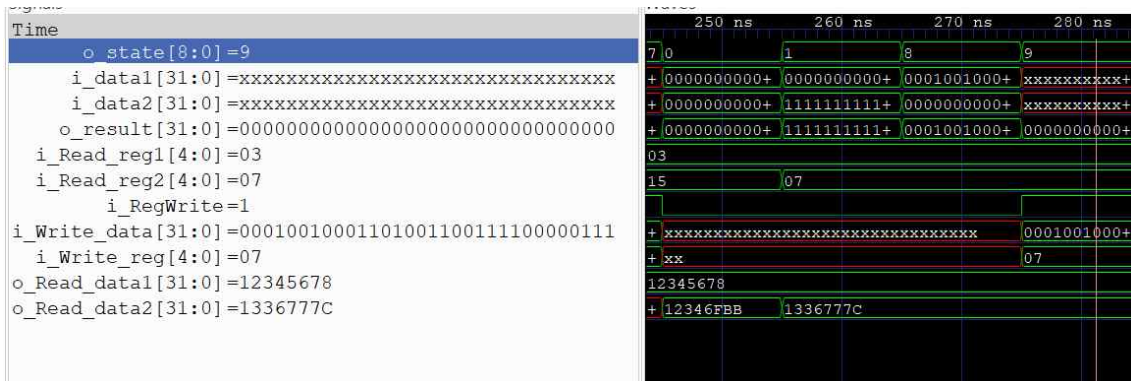 Time
250 ns 260 ns 270 ns 280 ns
o_state[8:0]=9 7 0 1 8 9
i_data1[31:0]=xxxxxxxxxxxxxxxxxxxxxxxxxxxxxxxx + 0000000000+ 0000000000+ 0001001000+ xxxxxxxxxx+
i_data2[31:0]=xxxxxxxxxxxxxxxxxxxxxxxxxxxxxxxx + 0000000000+ 1111111111+ 0000000000+ xxxxxxxxxx+
o_result[31:0]=00000000000000000000000000000000 + 0000000000+ 1111111111+ 0001001000+ 0000000000+
i_Read_reg1[4:0]=03 03
i_Read_reg2[4:0]=07 15 07
i_RegWrite=1
i_Write_data[31:0]=00010010001101001100111100000111 + xxxxxxxxxxxxxxxxxxxxxxxxxxxxxxxx 0001001000+
i_Write_reg[4:0]=07 + xx 07
o_Read_data1[31:0]=12345678 12345678
o_Read_data2[31:0]=1336777C + 12346FBB 1336777C